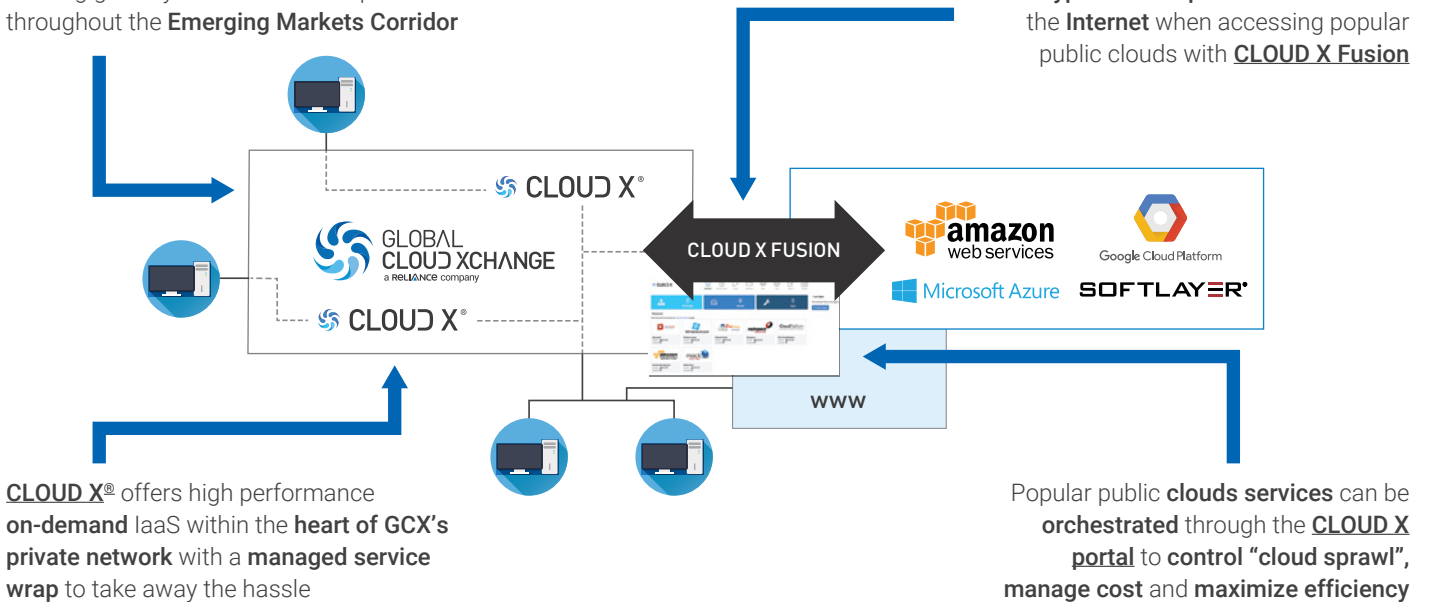 throughout the Emerging Markets Corridor
the Internet when accessing popular
public clouds with CLOUD X Fusion
CLOUD X®
GLOBAL
CLOUD XCHANGE
a RELIANCE company
CLOUD X®
CLOUD X FUSION
amazon
web services
Google Cloud Platform
Microsoft Azure
SOFTLAYER®
www
CLOUD X® offers high performance
on-demand IaaS within the heart of GCX's
private network with a managed service
wrap to take away the hassle
Popular public clouds services can be
orchestrated through the CLOUD X
portal to control “cloud sprawl”,
manage cost and maximize efficiency